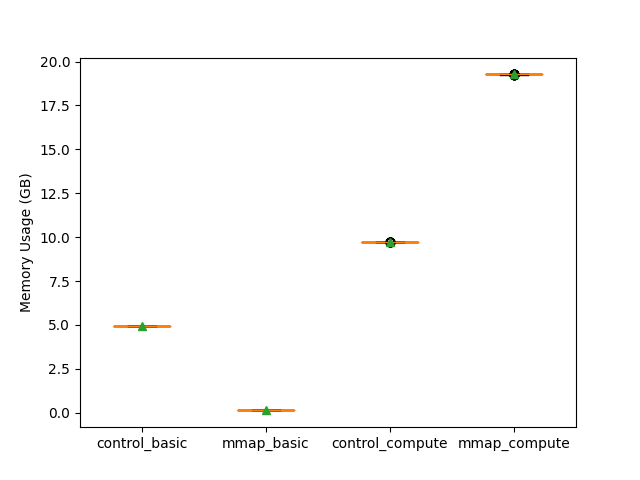 20.0
17.5
15.0
12.5
10.0
7.5
5.0
2.5
0.0
Memory Usage (GB)
control_basic
mmap_basic
control_compute
mmap_compute